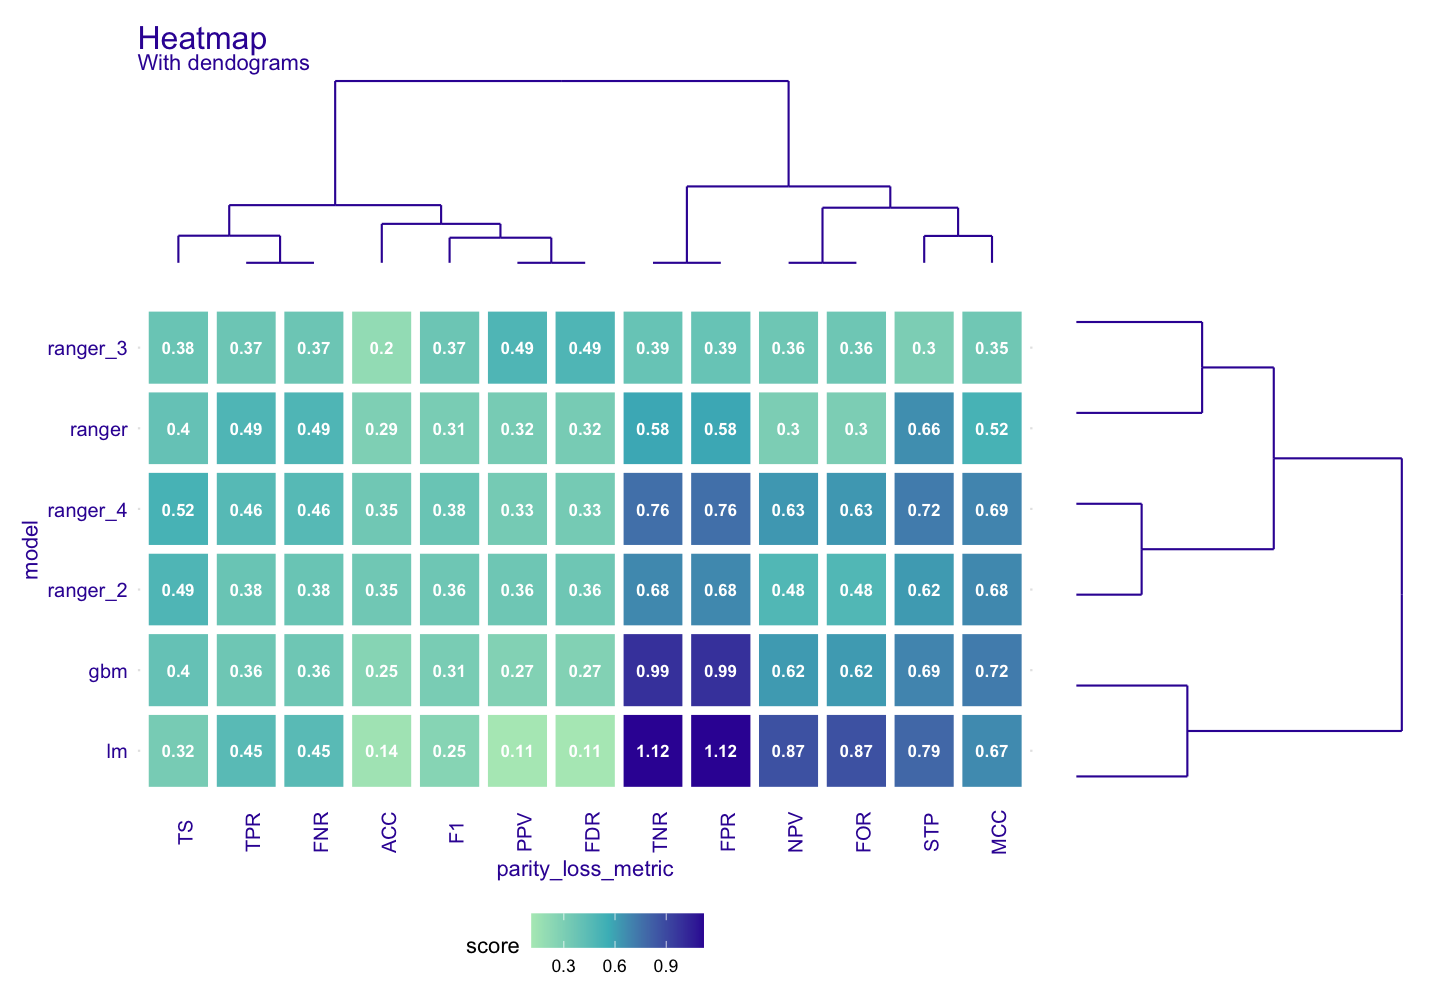 Heatmap
With dendograms
ranger_3 0.38 0.37 0.37 0.2 0.37 0.49 0.49 0.39 0.39 0.36 0.36 0.3 0.35
ranger 0.4 0.49 0.49 0.29 0.31 0.32 0.32 0.58 0.58 0.3 0.3 0.66 0.52
ranger_4 0.52 0.46 0.46 0.35 0.38 0.33 0.33 0.76 0.76 0.63 0.63 0.72 0.69
ranger_2 0.49 0.38 0.38 0.35 0.36 0.36 0.36 0.68 0.68 0.48 0.48 0.62 0.68
gbm 0.4 0.36 0.36 0.25 0.31 0.27 0.27 0.99 0.99 0.62 0.62 0.69 0.72
lm 0.32 0.45 0.45 0.14 0.25 0.11 0.11 1.12 1.12 0.87 0.87 0.79 0.67
model
TS TPR FNR ACC F1 PPV FDR TNR FPR NPV FOR STP MCC
parity_loss_metric
score
0.3 0.6 0.9